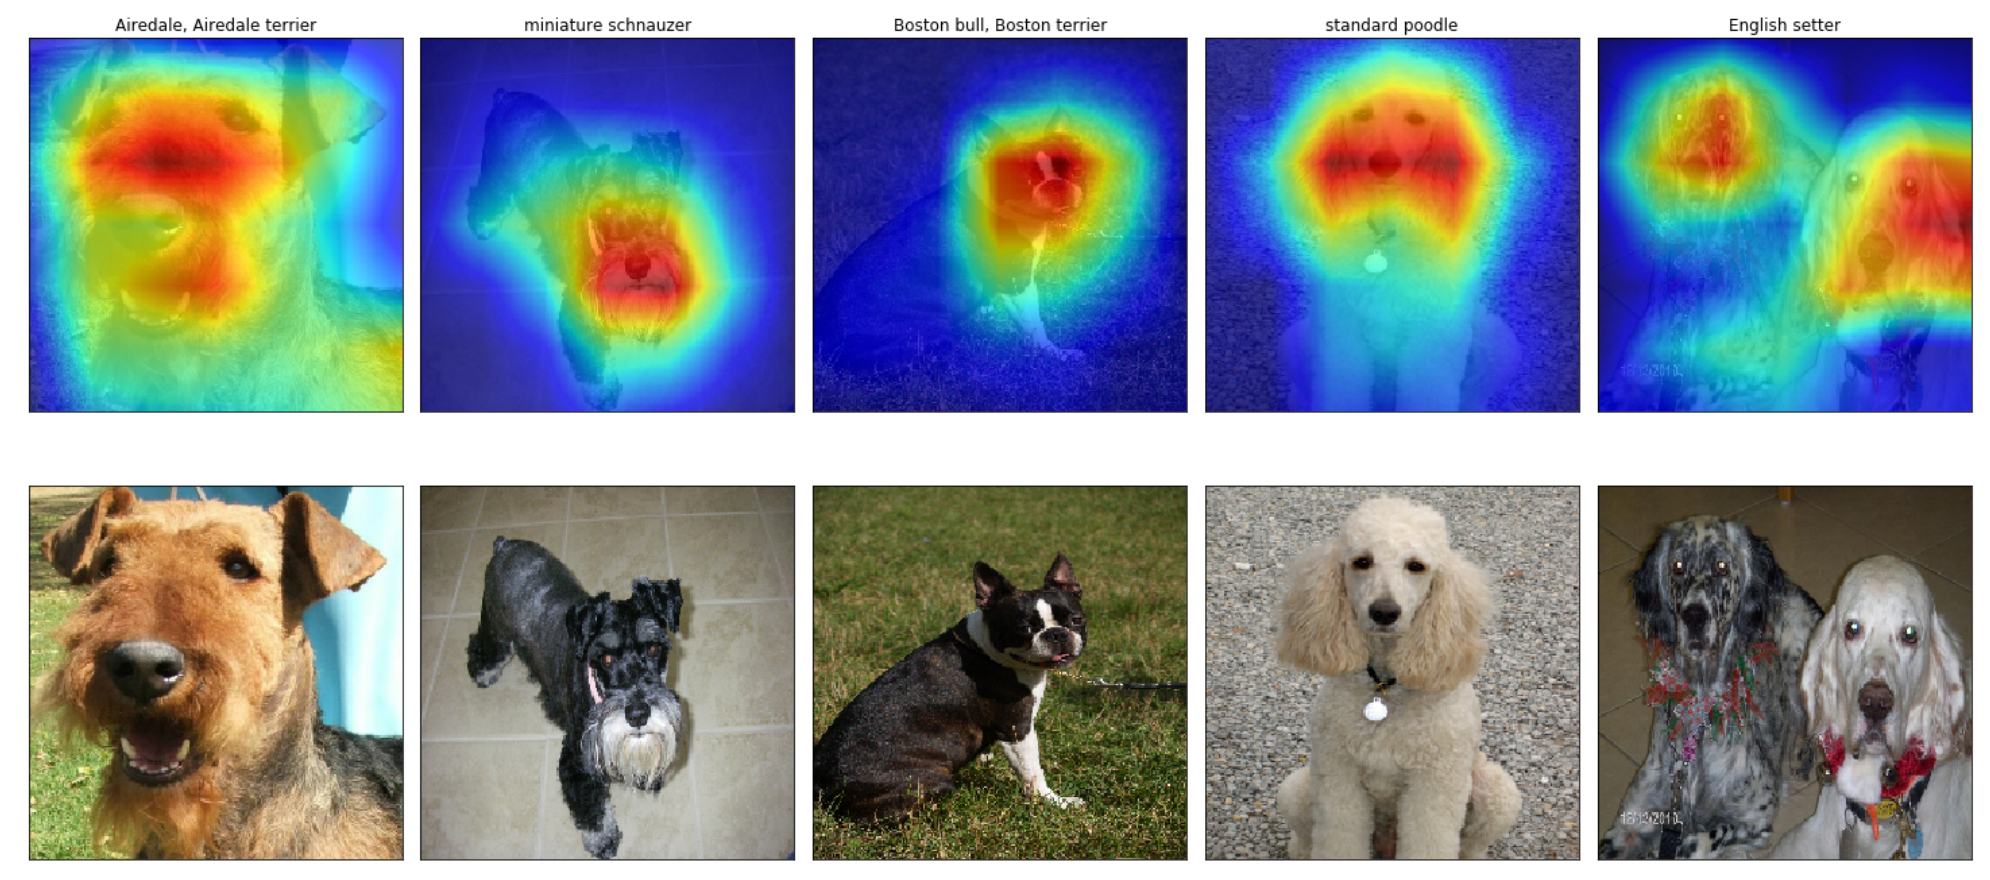 Airedale, Airedale terrier
miniature schnauzer
Boston bull, Boston terrier
standard poodle
English setter